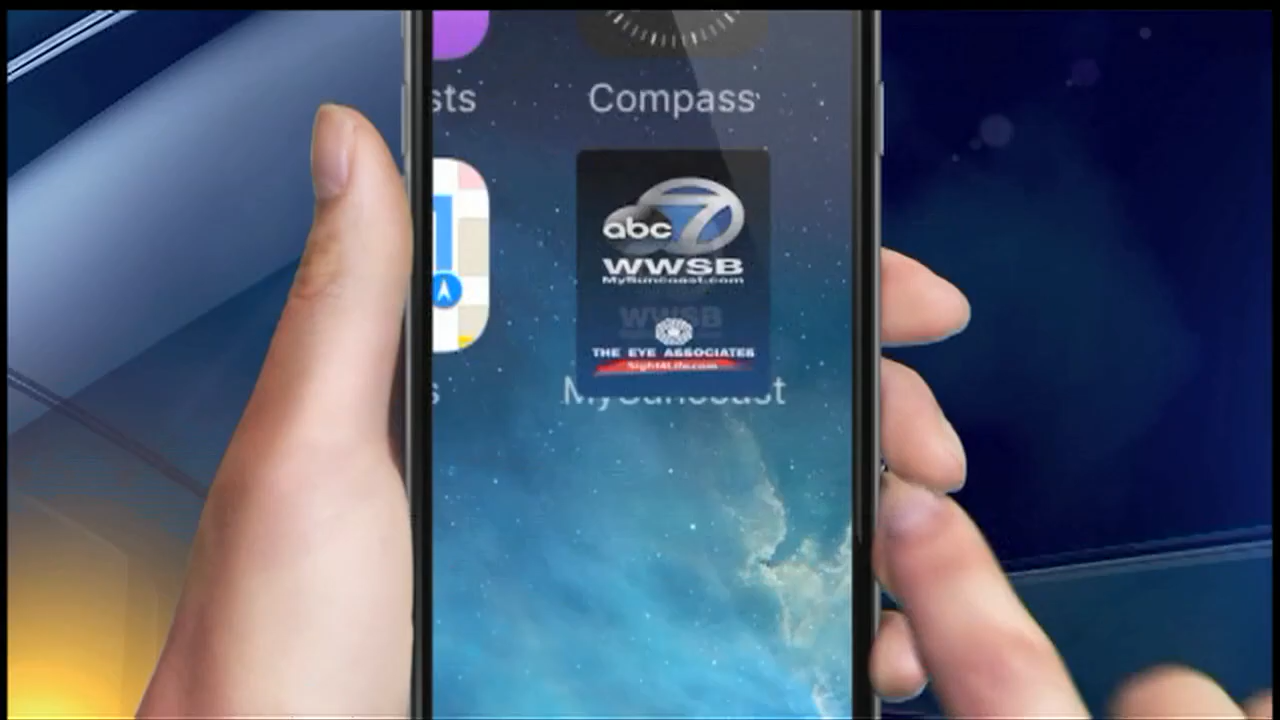 sts
Compass
abc 7
WWSB
MySuncoast.com
WWSB
THE EYE ASSOCIATES
Sight4Life.com
s
MySuncoast